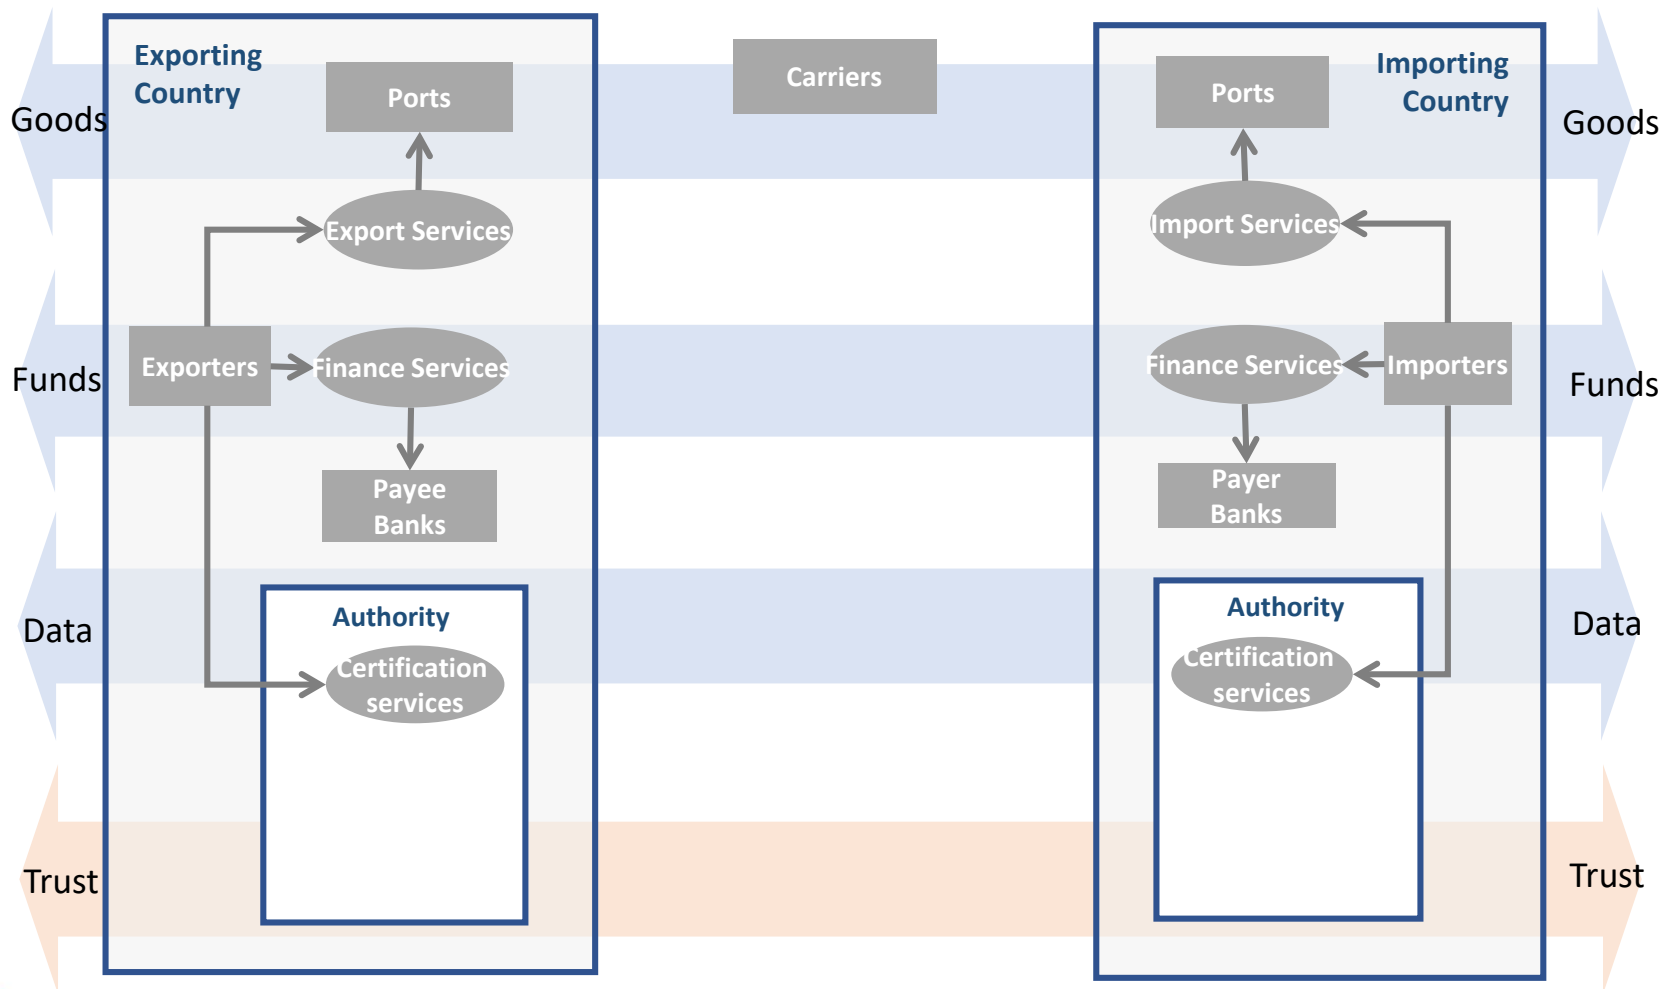 Exporting
Country
Ports
Carriers
Ports
Importing
Country
Goods
Goods
Export Services
Import Services
Exporters
Finance Services
Finance Services
Importers
Funds
Funds
Payee
Banks
Payer
Banks
Authority
Authority
Data
Data
Certification
services
Certification
services
Trust
Trust